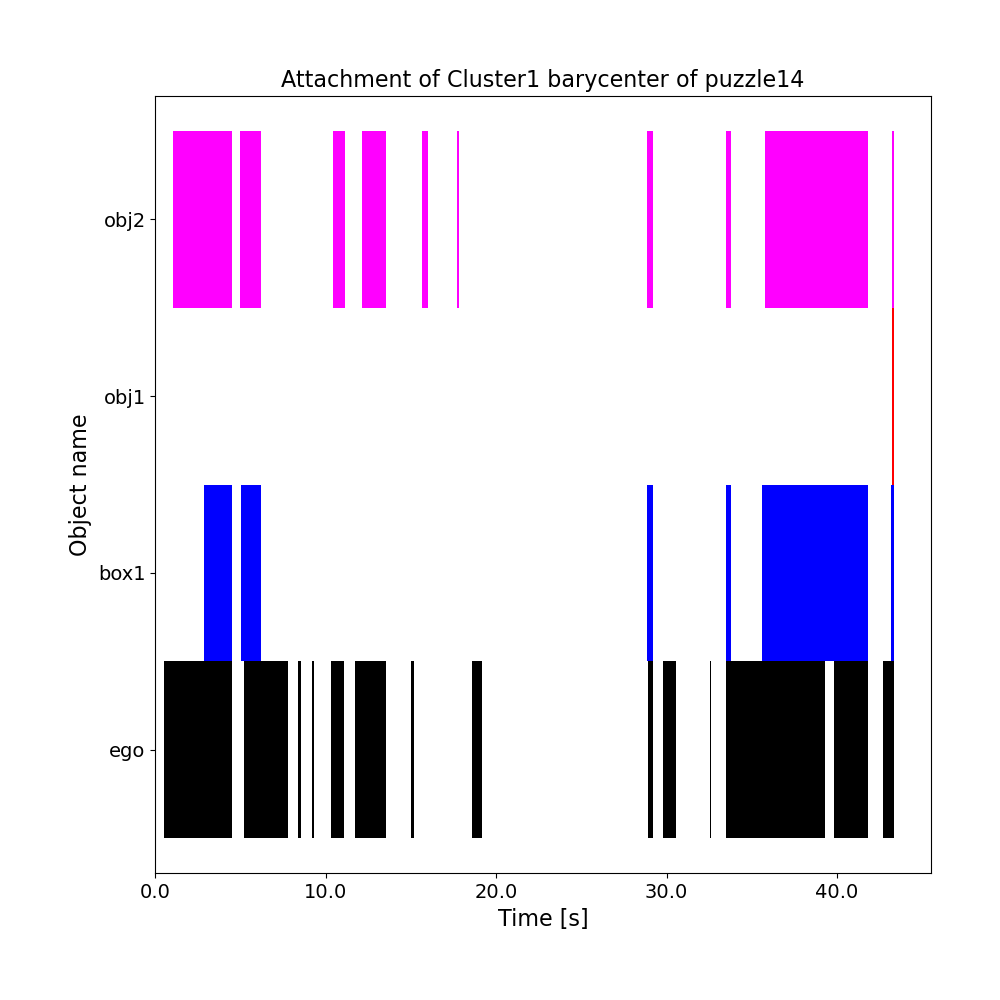 Attachment of Cluster1 barycenter of puzzle14
obj2
obj1
box1
ego
Object name
0.0 10.0 20.0 30.0 40.0
Time [s]